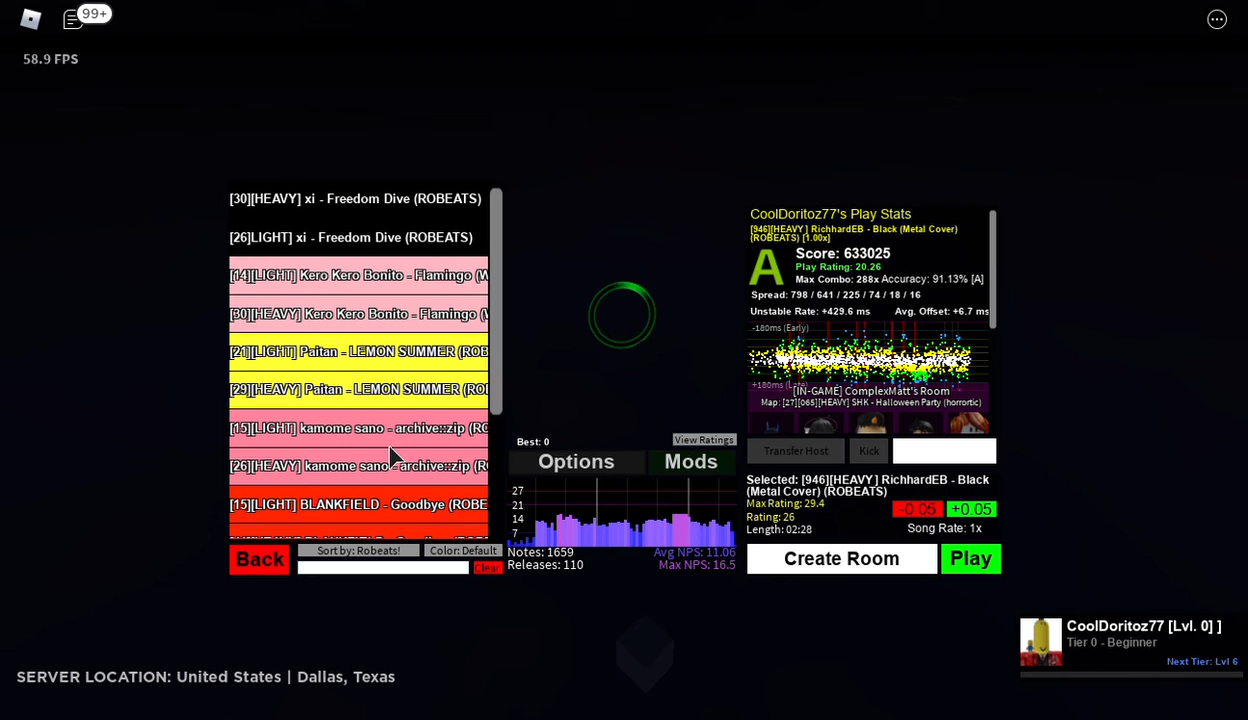 99+
58.9 FPS
[30][HEAVY] xi - Freedom Dive (ROBEATS)
[26]LIGHT] xi - Freedom Dive (ROBEATS)
[14][LIGHT] Kero Kero Bonito - Flamingo (
[30][HEAVY] Kero Kero Bonito - Flamingo (
[21][LIGHT] Paitan - LEMON SUMMER (ROB
[29][HEAVY] Paitan - LEMON SUMMER (RO
[15][LIGHT] kamome sano - archive::zip (RO
[26][HEAVY] kamome sano - archive::zip (R
[15][LIGHT] BLANKFIELD - Goodbye (ROBE
Back
Sort by: Robeats!
Color: Default
Clear
Best: 0
View Ratings
Options
Mods
27
21
14
7
Notes: 1659
Avg NPS: 11.06
Releases: 110
Max NPS: 16.5
CoolDoritoz77's Play Stats
[946][HEAVY ] RichhardEB - Black (Metal Cover)
(ROBEATS) [1.00x]
A
Score: 633025
Play Rating: 20.26
Max Combo: 288x Accuracy: 91.13% [A]
Spread: 798 / 641 / 225 / 74 / 18 / 16
Unstable Rate: +429.6 ms
Avg. Offset: +6.7 ms
-180ms (Early)
+180ms (Late)
[IN-GAME] ComplexMatt's Room
Map: [27][065][HEAVY] SHK - Halloween Party (horrortic)
Transfer Host
Kick
Selected: [946][HEAVY ] RichhardEB - Black
(Metal Cover) (ROBEATS)
Max Rating: 29.4
Rating: 26
Length: 02:28
-0.05
+0.05
Song Rate: 1x
Create Room
Play
CoolDoritoz77 [Lvl. 0] ]
Tier 0 - Beginner
Next Tier: Lvl 6
SERVER LOCATION: United States | Dallas, Texas